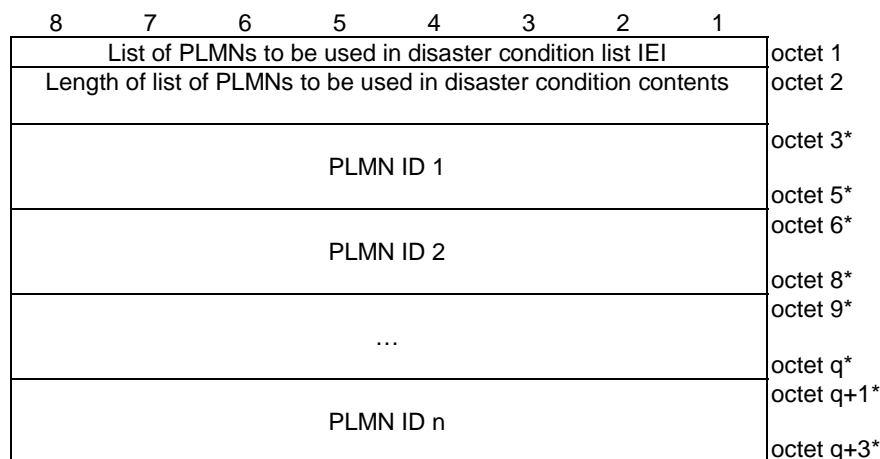 8 7 6 5 4 3 2 1
List of PLMNs to be used in disaster condition list IEI octet 1
Length of list of PLMNs to be used in disaster condition contents octet 2
octet 3*
PLMN ID 1
octet 5*
octet 6*
PLMN ID 2
octet 8*
octet 9*
…
octet q*
octet q+1*
PLMN ID n
octet q+3*